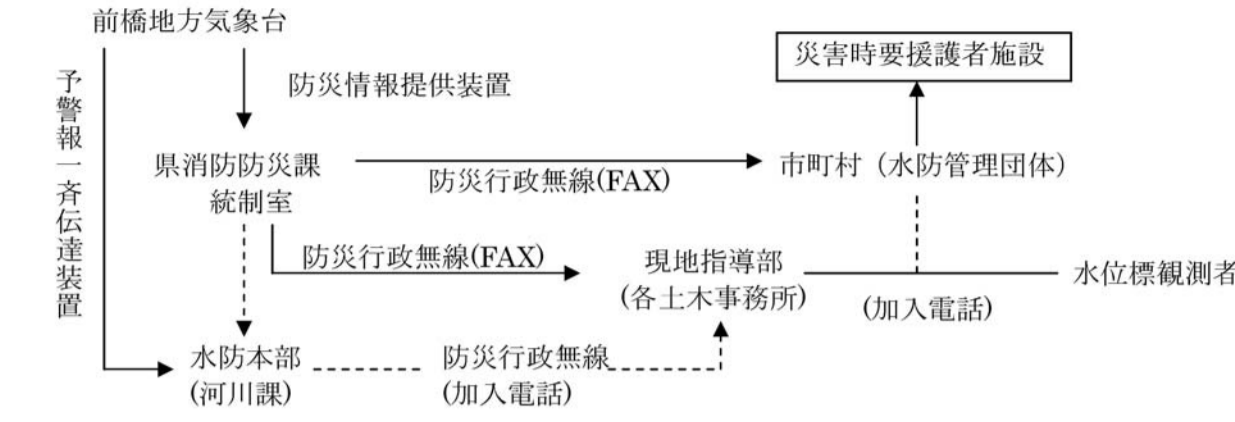 前橋地方気象台
災害時要援護者施設
予警報一斉伝達装置
防災情報提供装置
県消防防災課
統制室
防災行政無線(FAX)
市町村（水防管理団体）
防災行政無線(FAX)
現地指導部
(各土木事務所)
水位標観測者
(加入電話)
水防本部
(河川課)
防災行政無線
(加入電話)